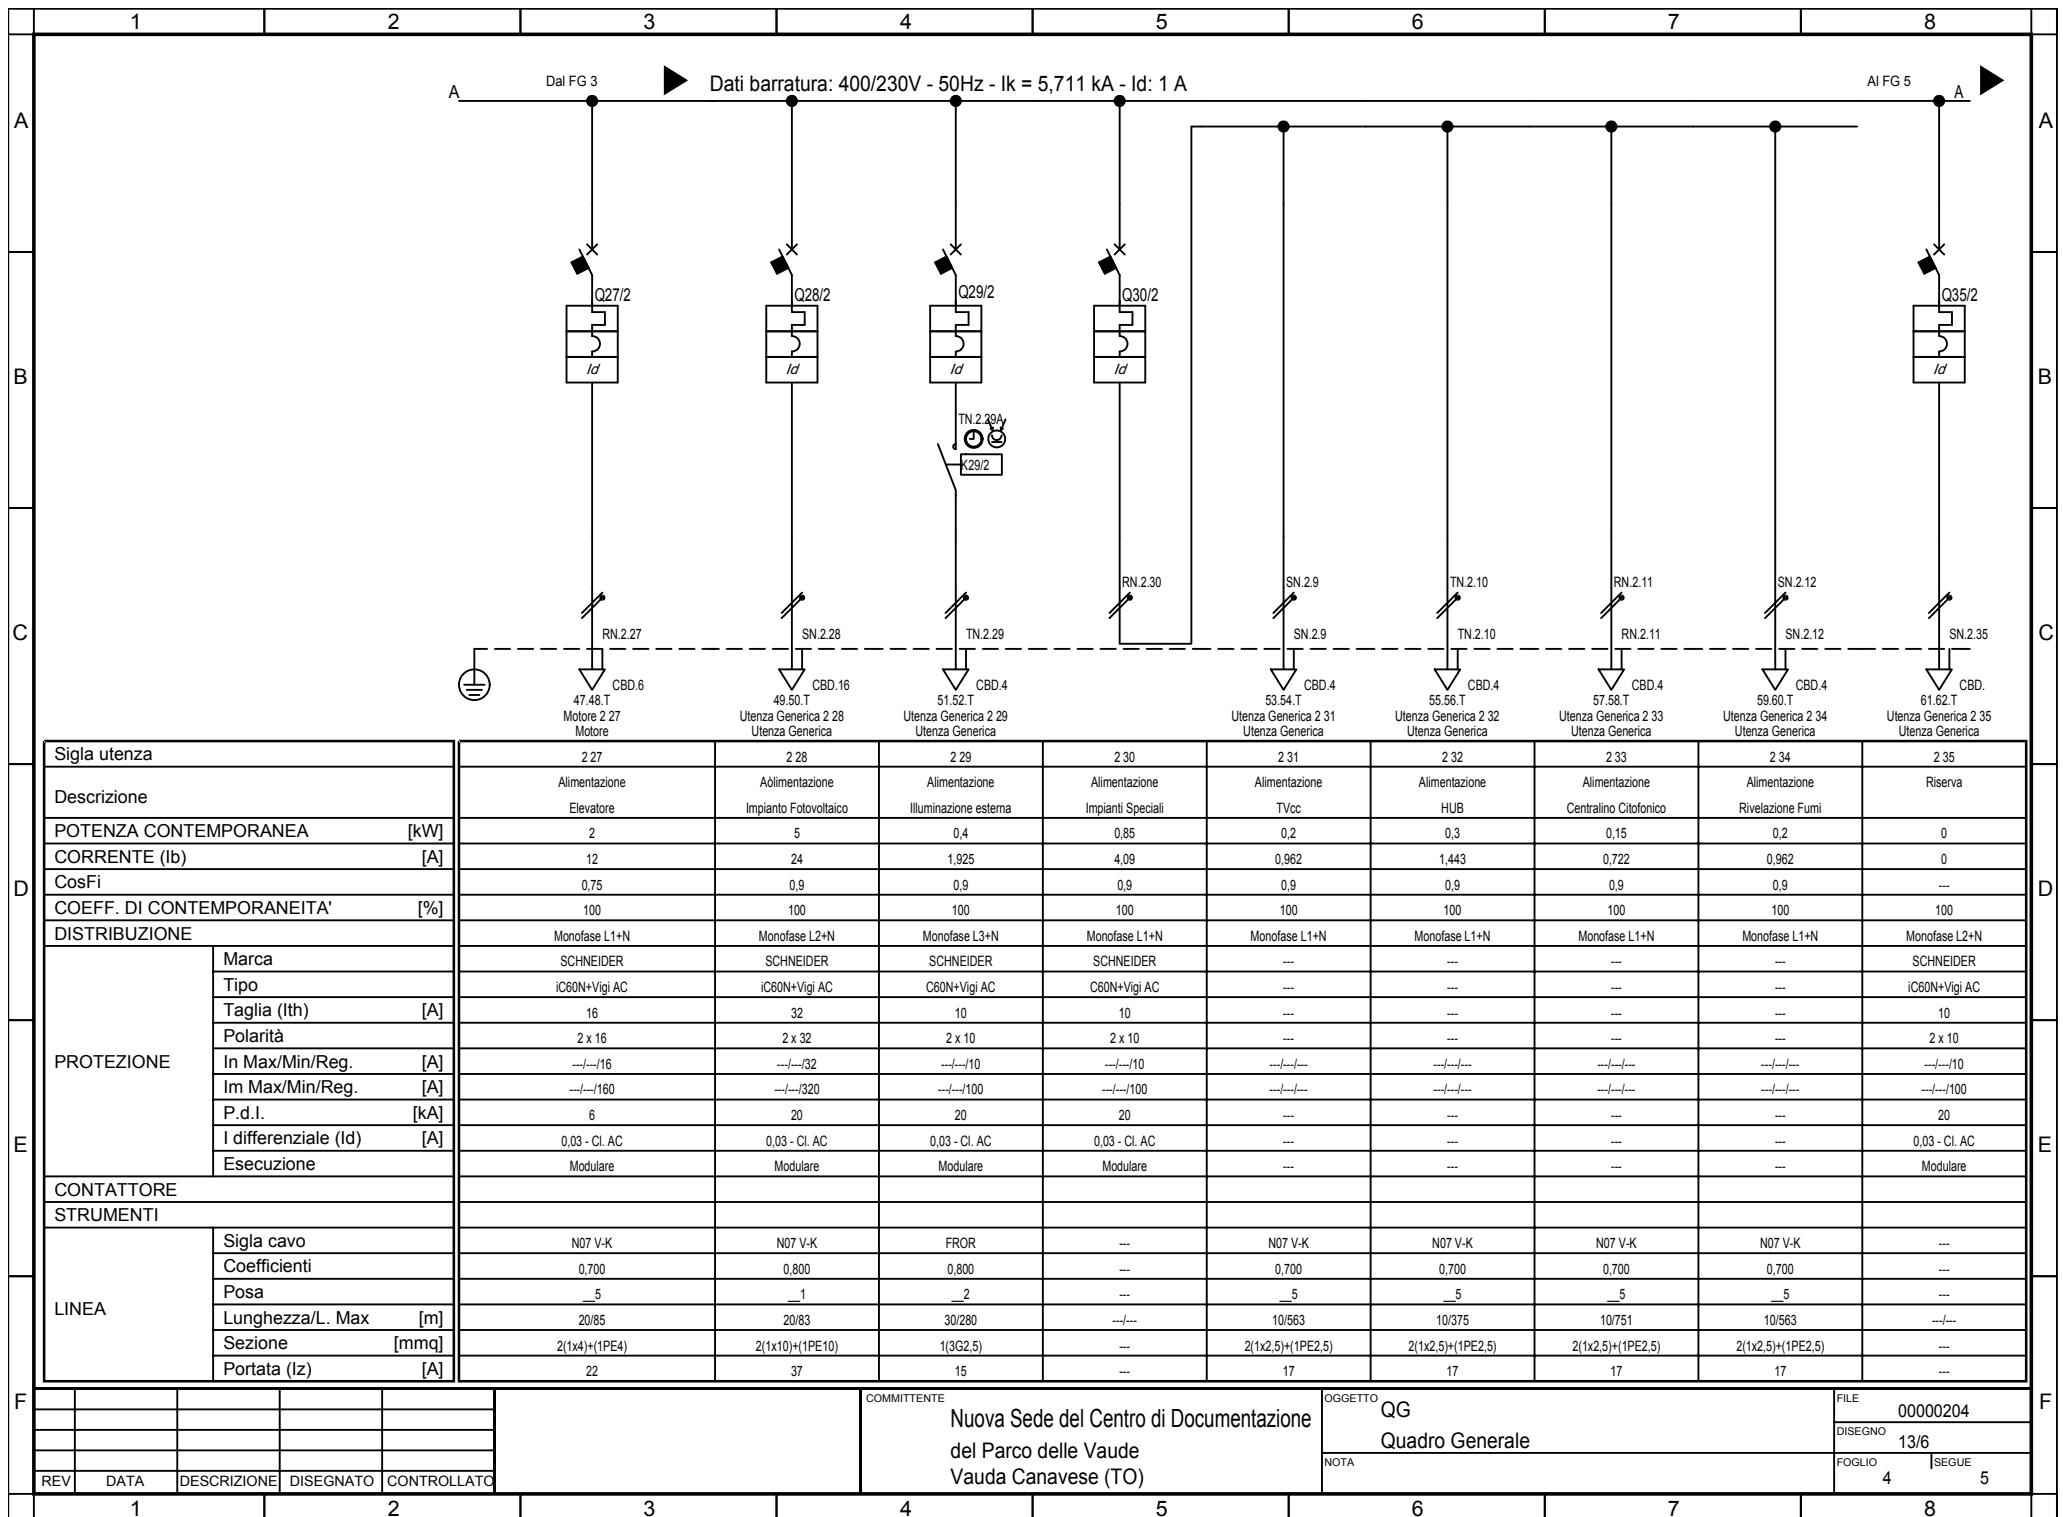 1 2 3 4 5 6 7 8
A A
B B
C C
D D
E E
F F
A Dal FG 3 Dati barratura: 400/230V - 50Hz - Ik = 5,711 kA - Id: 1 A Al FG 5 A
Q27/2 Q28/2 Q29/2 Q30/2 Q35/2
Id Id Id Id Id
TN.2.29A
K29/2
RN.2.30 SN.2.9 TN.2.10 RN.2.11 SN.2.12
RN.2.27 SN.2.28 TN.2.29 SN.2.9 TN.2.10 RN.2.11 SN.2.12 SN.2.35
CBD.6 CBD.16 CBD.4 CBD.4 CBD.4 CBD.4 CBD.4 CBD.
47.48.T 49.50.T 51.52.T 53.54.T 55.56.T 57.58.T 59.60.T 61.62.T
Motore 2 27 Utenza Generica 2 28 Utenza Generica 2 29 Utenza Generica 2 31 Utenza Generica 2 32 Utenza Generica 2 33 Utenza Generica 2 34 Utenza Generica 2 35
Motore Utenza Generica Utenza Generica Utenza Generica Utenza Generica Utenza Generica Utenza Generica Utenza Generica
Sigla utenza 2 27 2 28 2 29 2 30 2 31 2 32 2 33 2 34 2 35
Descrizione
Alimentazione Aòlimentazione Alimentazione Alimentazione Alimentazione Alimentazione Alimentazione Alimentazione Riserva
Elevatore Impianto Fotovoltaico Illuminazione esterna Impianti Speciali TVcc HUB Centralino Citofonico Rivelazione Fumi
POTENZA CONTEMPORANEA [kW] 2 5 0,4 0,85 0,2 0,3 0,15 0,2 0
CORRENTE (Ib) [A] 12 24 1,925 4,09 0,962 1,443 0,722 0,962 0
CosFi 0,75 0,9 0,9 0,9 0,9 0,9 0,9 0,9 ---
COEFF. DI CONTEMPORANEITA' [%] 100 100 100 100 100 100 100 100 100
DISTRIBUZIONE Monofase L1+N Monofase L2+N Monofase L3+N Monofase L1+N Monofase L1+N Monofase L1+N Monofase L1+N Monofase L1+N Monofase L2+N
PROTEZIONE
Marca SCHNEIDER SCHNEIDER SCHNEIDER SCHNEIDER --- --- --- --- SCHNEIDER
Tipo iC60N+Vigi AC iC60N+Vigi AC C60N+Vigi AC C60N+Vigi AC --- --- --- --- iC60N+Vigi AC
Taglia (Ith) [A] 16 32 10 10 --- --- --- --- 10
Polarità 2 x 16 2 x 32 2 x 10 2 x 10 --- --- --- --- 2 x 10
In Max/Min/Reg. [A] ---/---/16 ---/---/32 ---/---/10 ---/---/10 ---/---/--- ---/---/--- ---/---/--- ---/---/--- ---/---/10
Im Max/Min/Reg. [A] ---/---/160 ---/---/320 ---/---/100 ---/---/100 ---/---/--- ---/---/--- ---/---/--- ---/---/--- ---/---/100
P.d.I. [kA] 6 20 20 20 --- --- --- --- 20
I differenziale (Id) [A] 0,03 - Cl. AC 0,03 - Cl. AC 0,03 - Cl. AC 0,03 - Cl. AC --- --- --- --- 0,03 - Cl. AC
Esecuzione Modulare Modulare Modulare Modulare --- --- --- --- Modulare
CONTATTORE
STRUMENTI
LINEA
Sigla cavo N07 V-K N07 V-K FROR --- N07 V-K N07 V-K N07 V-K N07 V-K ---
Coefficienti 0,700 0,800 0,800 --- 0,700 0,700 0,700 0,700 ---
Posa __5 __1 __2 --- __5 __5 __5 __5 ---
Lunghezza/L. Max [m] 20/85 20/83 30/280 ---/--- 10/563 10/375 10/751 10/563 ---/---
Sezione [mmq] 2(1x4)+(1PE4) 2(1x10)+(1PE10) 1(3G2,5) --- 2(1x2,5)+(1PE2,5) 2(1x2,5)+(1PE2,5) 2(1x2,5)+(1PE2,5) 2(1x2,5)+(1PE2,5) ---
Portata (Iz) [A] 22 37 15 --- 17 17 17 17 ---
REV DATA DESCRIZIONE DISEGNATO CONTROLLATO
COMMITTENTE
Nuova Sede del Centro di Documentazione
del Parco delle Vaude
Vauda Canavese (TO)
OGGETTO QG
Quadro Generale
NOTA
FILE 00000204
DISEGNO 13/6
FOGLIO 4 SEGUE 5
1 2 3 4 5 6 7 8